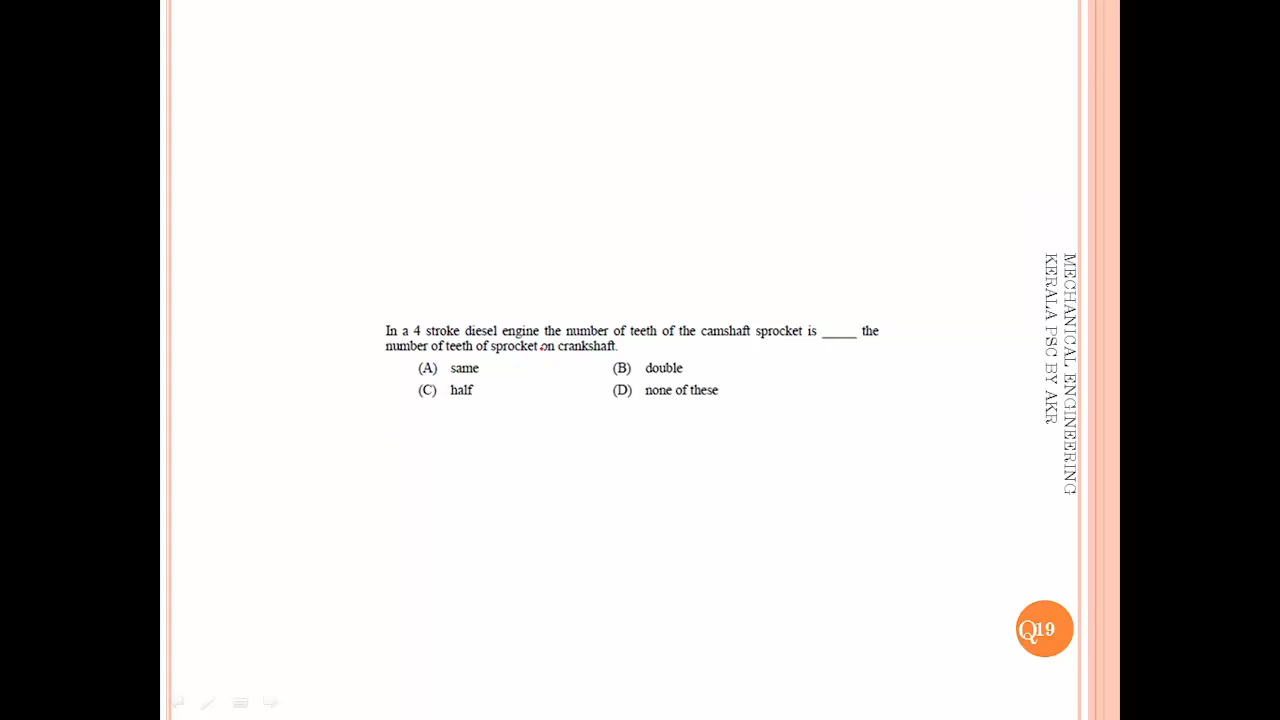 In a 4 stroke diesel engine the number of teeth of the camshaft sprocket is _____ the
number of teeth of sprocket on crankshaft.
(A) same (B) double
(C) half (D) none of these
MECHANICAL ENGINEERING
KERALA PSC BY AKR
Q19